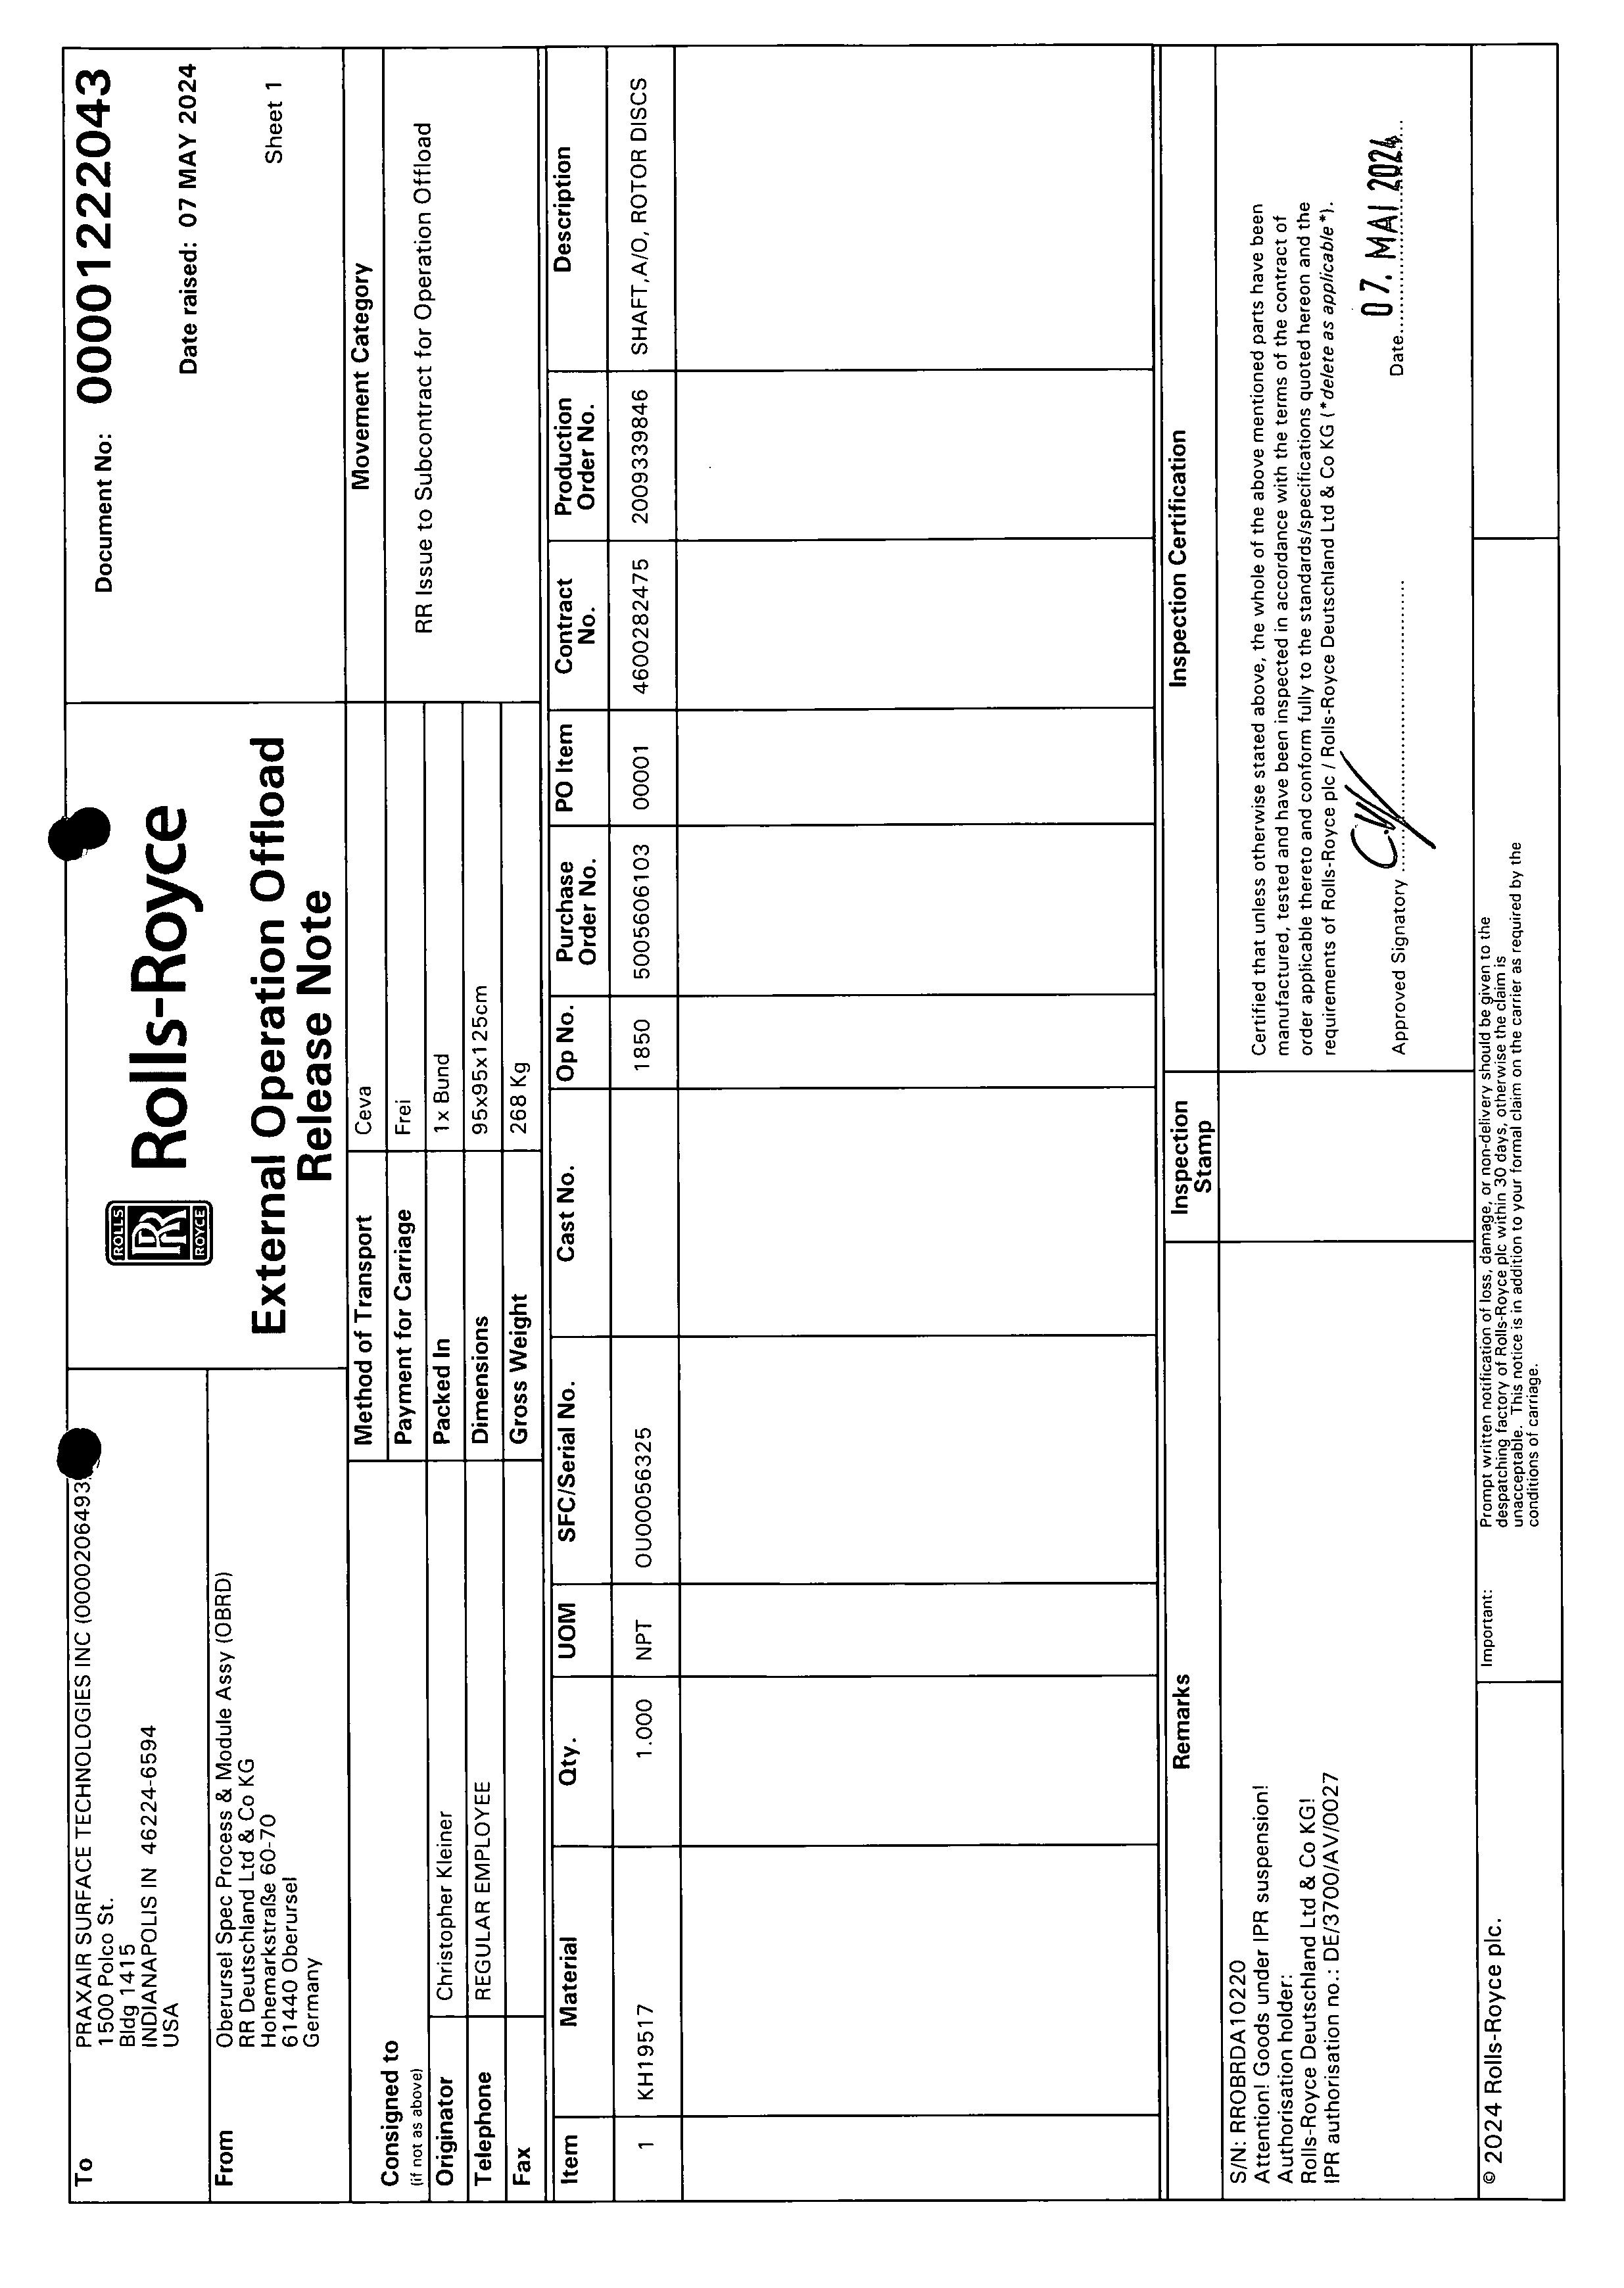 To
PRAXAIR SURFACE TECHNOLOGIES INC (0000206493
1500 Polco St.
Bldg 1415
INDIANAPOLIS IN 46224-6594
USA
From
Oberursel Spec Process & Module Assy (OBRD)
RR Deutschland Ltd & Co KG
Hohemarkstraße 60-70
61440 Oberursel
Germany
ROLLS
RR
ROYCE
Rolls-Royce
External Operation Offload
Release Note
Document No: 00001222043
Date raised: 07 MAY 2024
Sheet 1
Consigned to
(if not as above)
Originator Christopher Kleiner
Telephone REGULAR EMPLOYEE
Fax
Method of Transport Ceva
Payment for Carriage Frei
Packed In 1x Bund
Dimensions 95x95x125cm
Gross Weight 268 Kg
Movement Category
RR Issue to Subcontract for Operation Offload
Item Material Qty. UOM SFC/Serial No. Cast No. Op No. Purchase Order No. PO Item Contract No. Production Order No. Description
1 KH19517 1.000 NPT OU00056325 1850 5005606103 00001 4600282475 2009339846 SHAFT,A/O, ROTOR DISCS
Remarks
S/N: RROBRDA10220
Attention! Goods under IPR suspension!
Authorisation holder:
Rolls-Royce Deutschland Ltd & Co KG!
IPR authorisation no.: DE/3700/AV/0027
Inspection
Stamp
Inspection Certification
Certified that unless otherwise stated above, the whole of the above mentioned parts have been
manufactured, tested and have been inspected in accordance with the terms of the contract of
order applicable thereto and conform fully to the standards/specifications quoted hereon and the
requirements of Rolls-Royce plc / Rolls-Royce Deutschland Ltd & Co KG (*delete as applicable*).
Approved Signatory
Date 07. MAI 2024
© 2024 Rolls-Royce plc.
Important:
Prompt written notification of loss, damage, or non-delivery should be given to the
despatching factory of Rolls-Royce plc within 30 days, otherwise the claim is
unacceptable. This notice is in addition to your formal claim on the carrier as required by the
conditions of carriage.